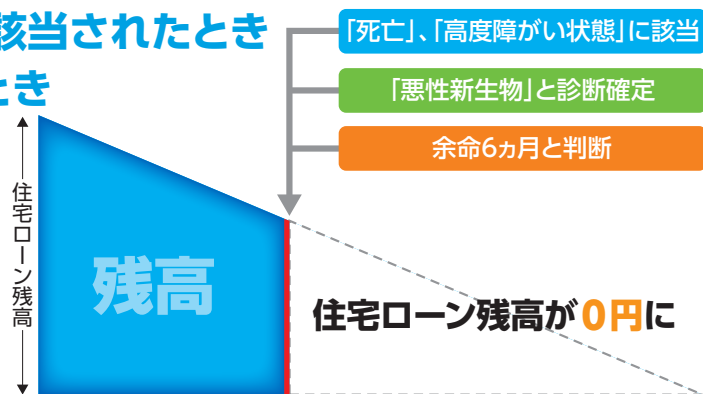 該当されたとき
とき
「死亡」、「高度障がい状態」に該当
「悪性新生物」と診断確定
余命6ヵ月と判断
住宅ローン残高
残高
住宅ローン残高が0円に